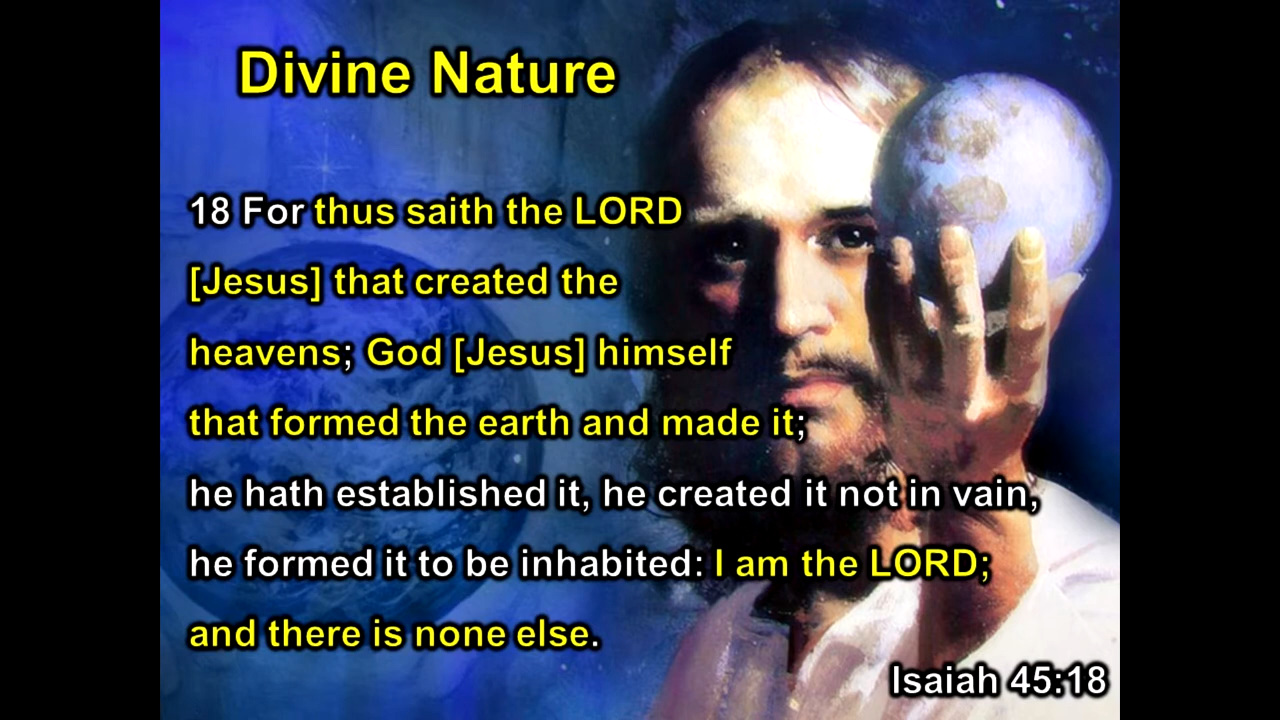 Divine Nature
18 For thus saith the LORD
[Jesus] that created the
heavens; God [Jesus] himself
that formed the earth and made it;
he hath established it, he created it not in vain,
he formed it to be inhabited: I am the LORD;
and there is none else.
Isaiah 45:18